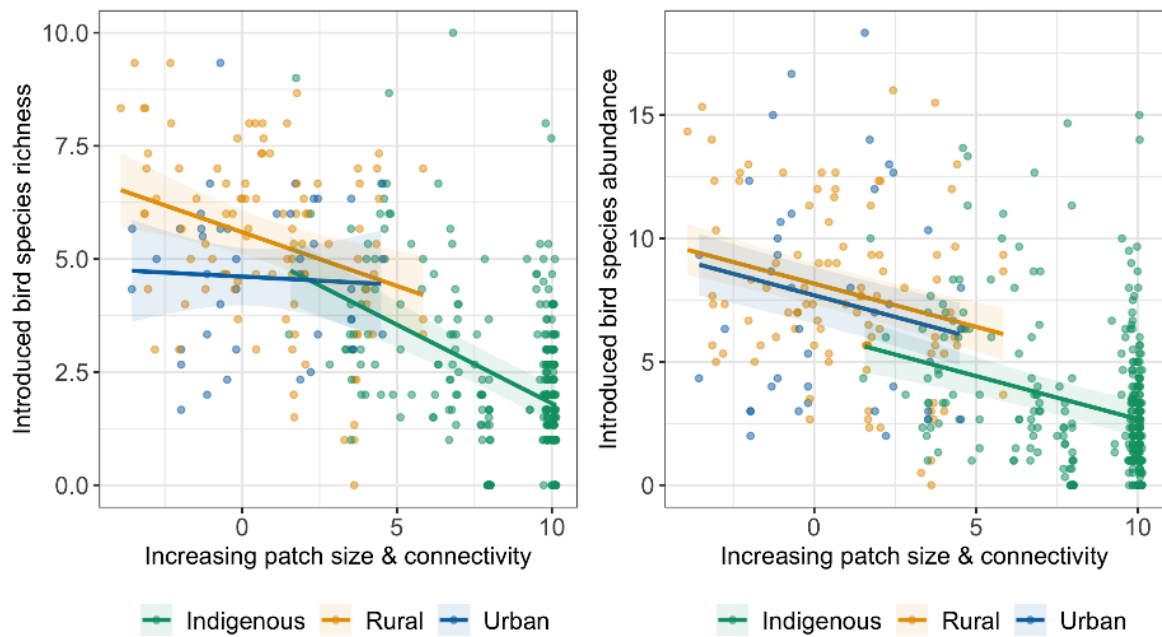 Introduced bird species richness
10.0
7.5
5.0
2.5
0.0
0
5
10
Increasing patch size & connectivity
Indigenous Rural Urban
Introduced bird species abundance
15
10
5
0
0
5
10
Increasing patch size & connectivity
Indigenous Rural Urban